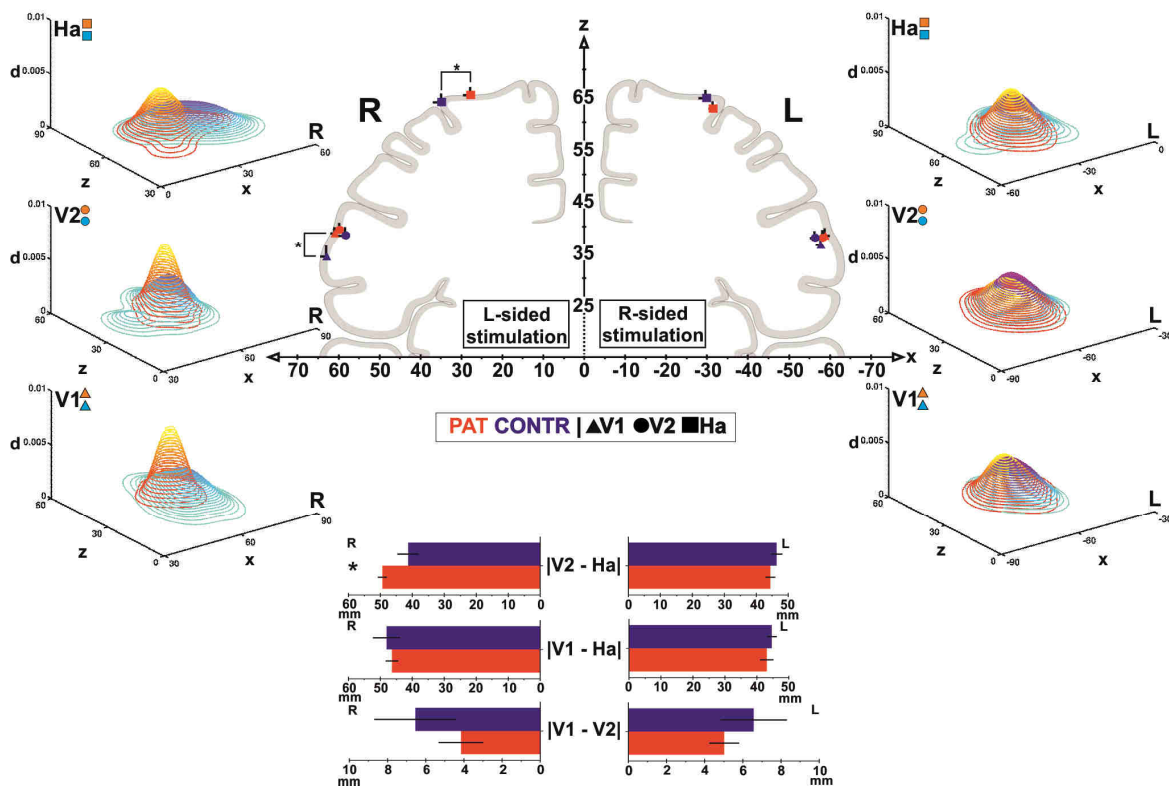 Ha
0.01
d 0.005
0
90
60
z
30
0
30
x
60
R
V2
0.01
d 0.005
0
60
30
z
0
30
60
x
90
R
V1
0.01
d 0.005
0
60
30
z
0
30
60
x
90
R
z
65
55
45
35
25
R
L
*
*
L-sided stimulation
R-sided stimulation
70 60 50 40 30 20 10 0 -10 -20 -30 -40 -50 -60 -70 x
PAT CONTR | V1 V2 Ha
Ha
0.01
d 0.005
0
90
60
z
30
-60
-30
x
0
L
V2
0.01
d 0.005
0
60
30
z
0
-90
-60
x
-30
L
V1
0.01
d 0.005
0
60
30
z
0
-90
-60
x
-30
L
R
*
|V2 - Ha|
L
60 50 40 30 20 10 0
mm
0 10 20 30 40 50
mm
R
|V1 - Ha|
L
60 50 40 30 20 10 0
mm
0 10 20 30 40 50
mm
R
|V1 - V2|
L
10 8 6 4 2 0
mm
0 2 4 6 8 10
mm